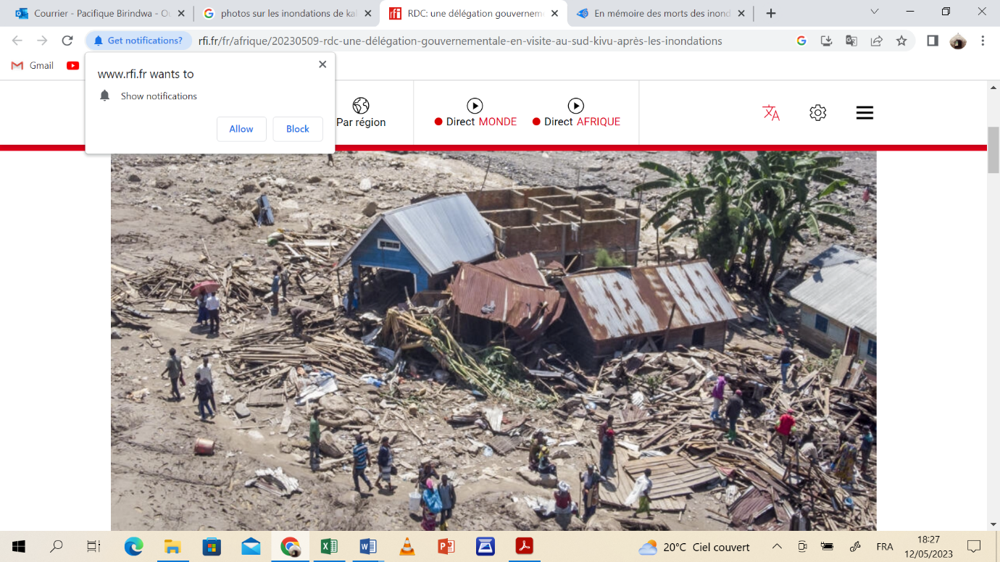 Courrier - Pacifique Birindwa - Ou
photos sur les inondations de kal
RDC: une délégation gouverneme
En mémoire des morts des inond
Get notifications?
rfi.fr/fr/afrique/20230509-rdc-une-délégation-gouvernementale-en-visite-au-sud-kivu-après-les-inondations
Gmail
www.rfi.fr wants to
Show notifications
Allow
Block
Par région
Direct MONDE
Direct AFRIQUE
20°C Ciel couvert
FRA
18:27
12/05/2023